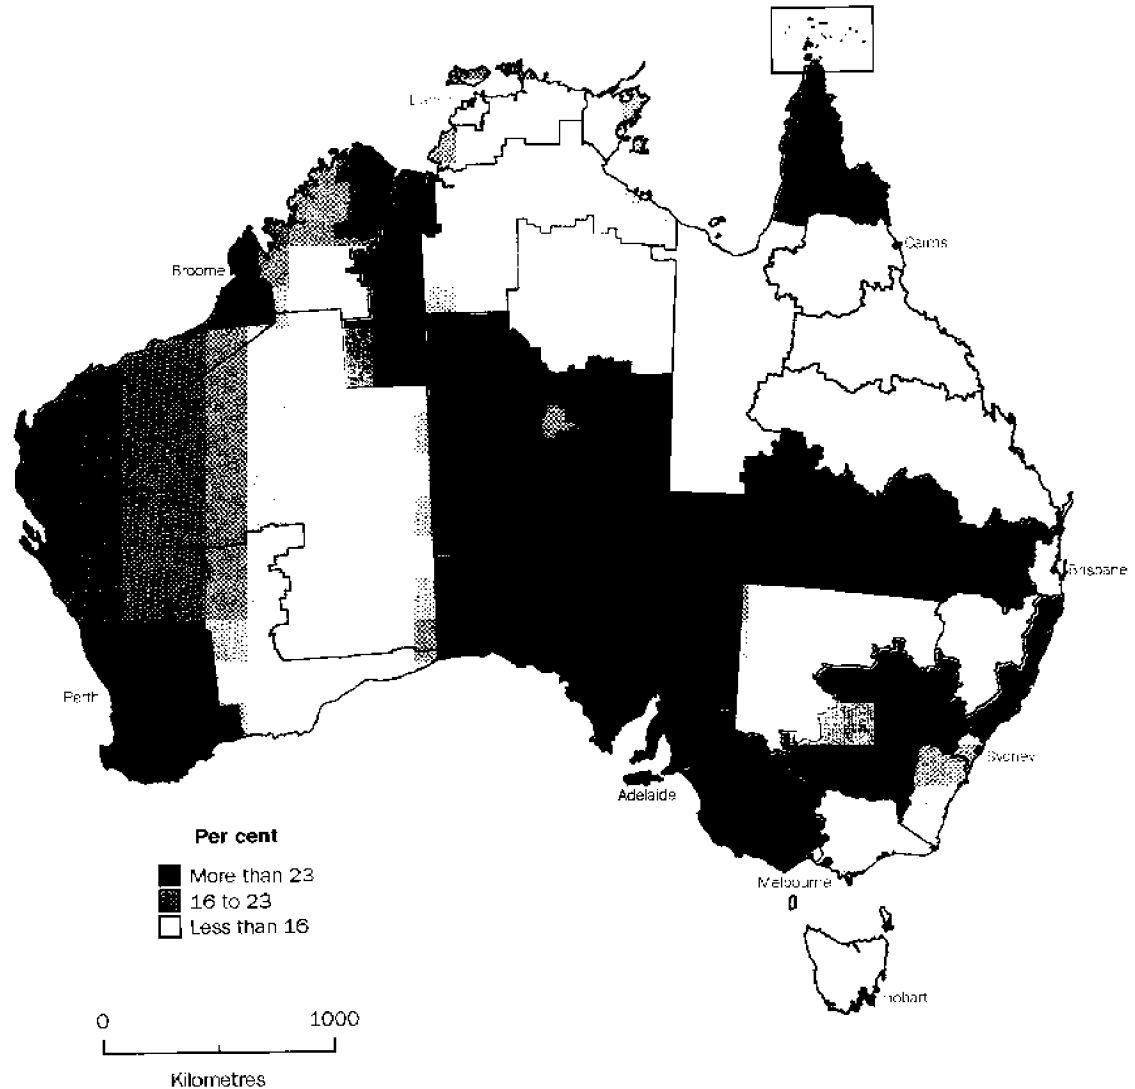 Cairns
Broome
Brisbane
Perth
Sydney
Adelaide
Per cent
More than 23
16 to 23
Less than 16
Melbourne
Hobart
0 1000
Kilometres